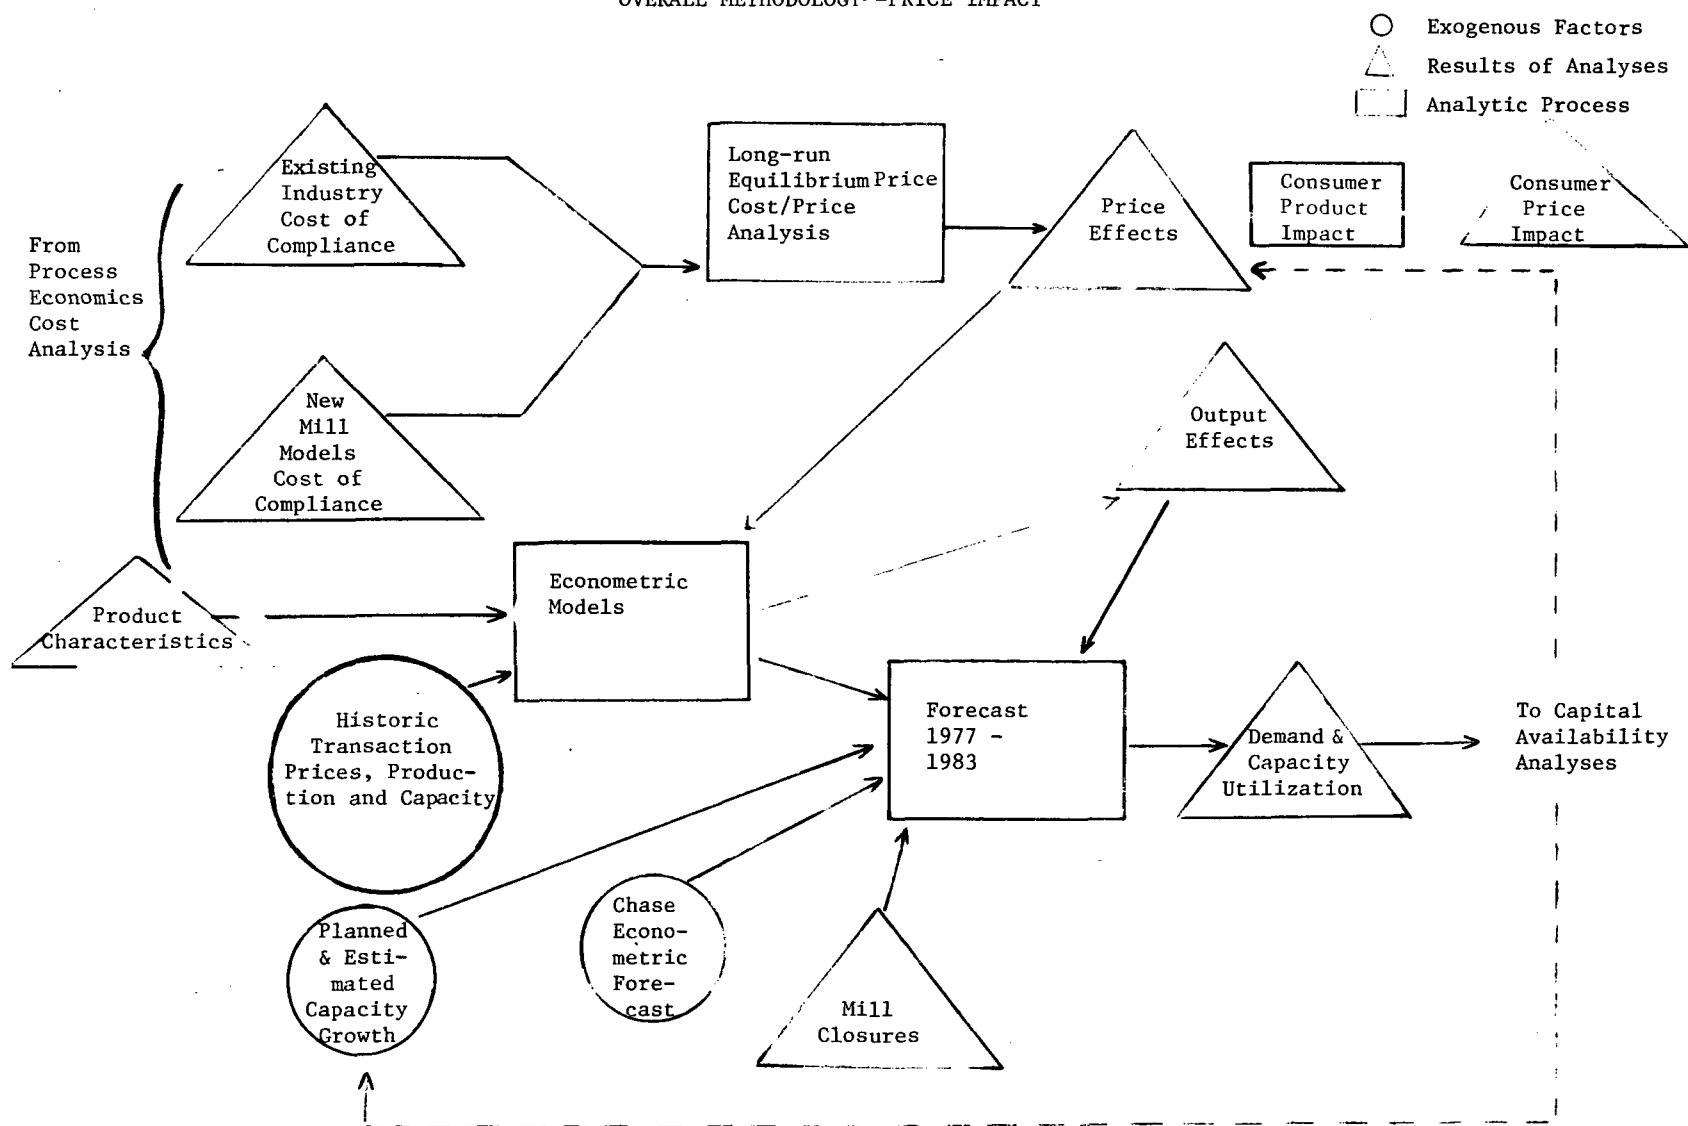 OVERALL METHODOLOGY--PRICE IMPACT
Exogenous Factors
Results of Analyses
Analytic Process
Existing
Industry
Cost of
Compliance
Long-run
Equilibrium Price
Cost/Price
Analysis
Price
Effects
Consumer
Product
Impact
Consumer
Price
Impact
From
Process
Economics
Cost
Analysis
New
Mill
Models
Cost of
Compliance
Output
Effects
Product
Characteristics
Econometric
Models
Historic
Transaction
Prices, Produc-
tion and Capacity
Forecast
1977 -
1983
Demand &
Capacity
Utilization
To Capital
Availability
Analyses
Planned
& Esti-
mated
Capacity
Growth
Chase
Econo-
metric
Fore-
cast
Mill
Closures